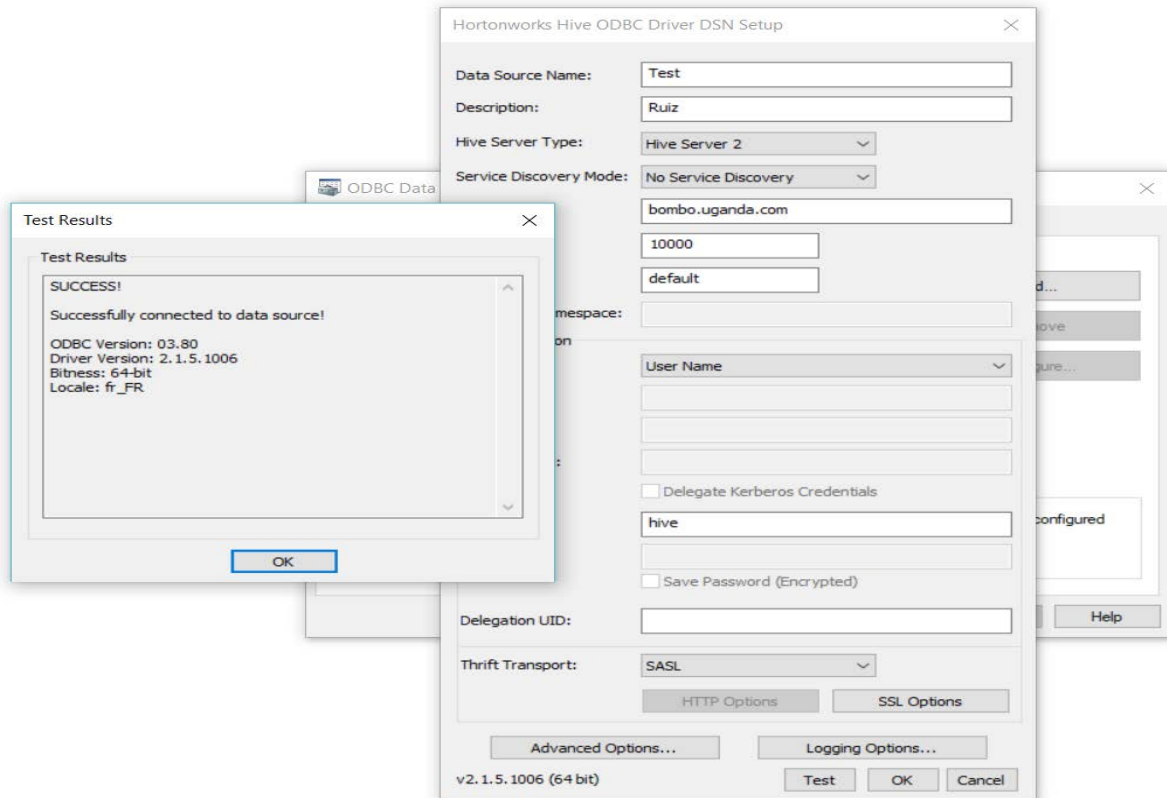 Hortonworks Hive ODBC Driver DSN Setup
Data Source Name: Test
Description: Ruiz
Hive Server Type: Hive Server 2
Service Discovery Mode: No Service Discovery
bombo.uganda.com
10000
default
mespace:
on
User Name
:
Delegate Kerberos Credentials
hive
Save Password (Encrypted)
Delegation UID:
Thrift Transport: SASL
HTTP Options SSL Options
Advanced Options... Logging Options...
v2.1.5.1006 (64 bit) Test OK Cancel
ODBC Data
d...
ove
gure...
configured
Help
Test Results
Test Results
SUCCESS!
Successfully connected to data source!
ODBC Version: 03.80
Driver Version: 2.1.5.1006
Bitness: 64-bit
Locale: fr_FR
OK